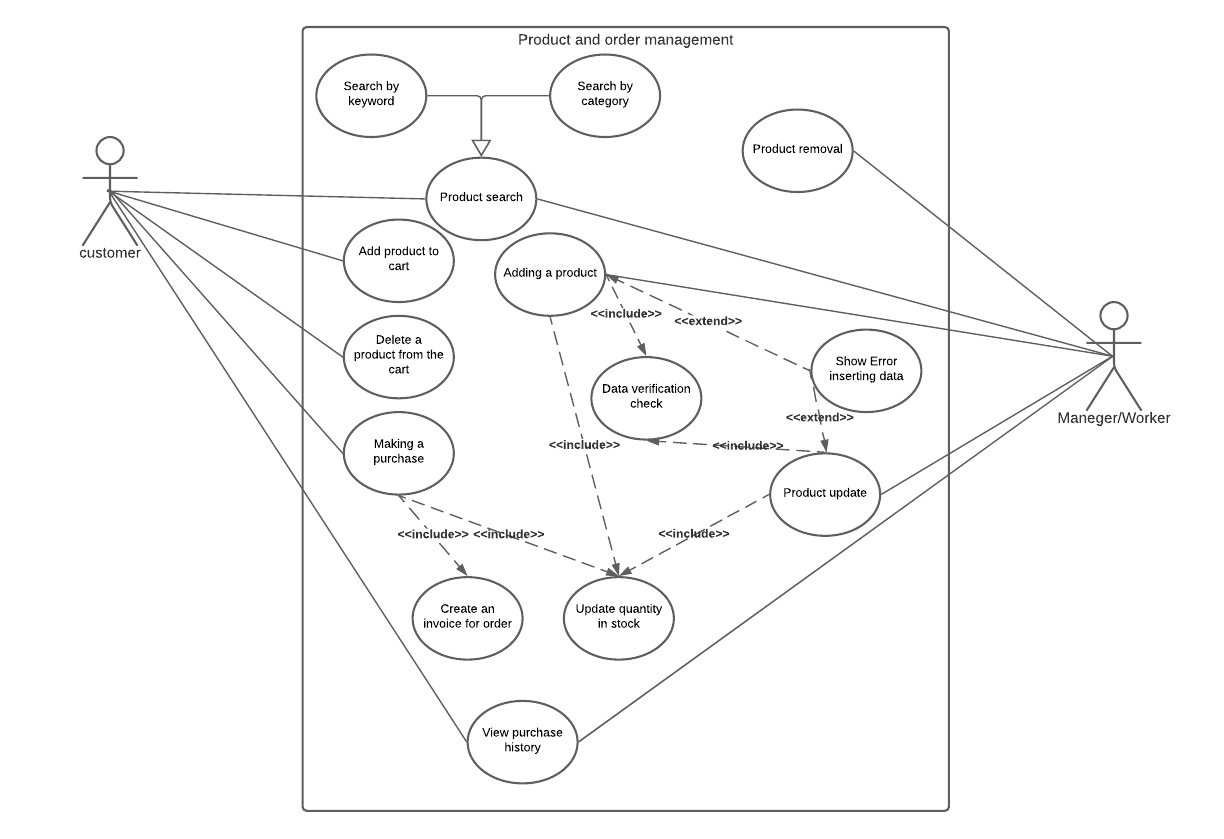 Product and order management
Search by
keyword
Search by
category
Product removal
Product search
customer
Add product to
cart
Adding a product
<<include>>
<<extend>>
Delete a
product from the
cart
Show Error
inserting data
Data verification
check
<<extend>>
Maneger/Worker
Making a
purchase
<<include>>
<<include>>
Product update
<<include>>
<<include>>
<<include>>
Create an
invoice for order
Update quantity
in stock
View purchase
history